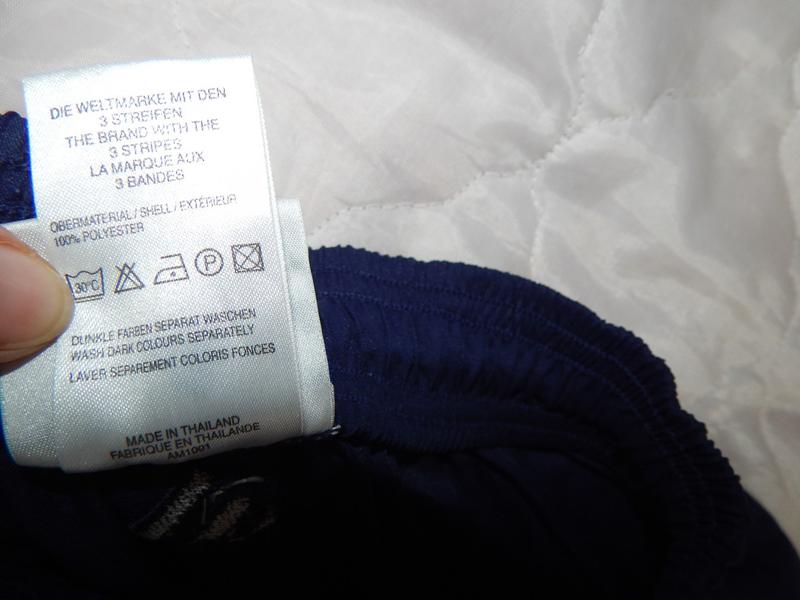 DIE WELTMARKE MIT DEN
3 STREIFEN
THE BRAND WITH THE
3 STRIPES
LA MARQUE AUX
3 BANDES
OBERMATERIAL / SHELL / EXTÉRIEUR
100% POLYESTER
30°C P
DUNKLE FARBEN SEPARAT WASCHEN
WASH DARK COLOURS SEPARATELY
LAVER SEPAREMENT COLORIS FONCES
MADE IN THAILAND
FABRIQUE EN THAILANDE
AM1001